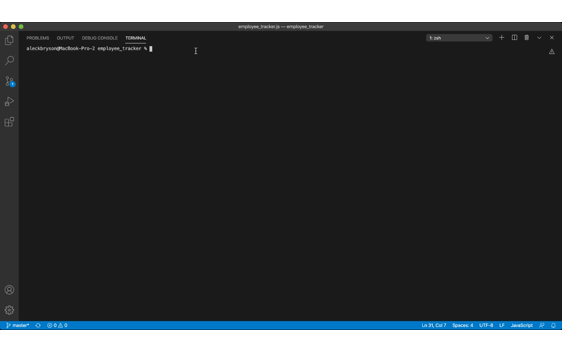 employee_tracker.js — employee_tracker
PROBLEMS OUTPUT DEBUG CONSOLE TERMINAL 1: zsh
aleckbryson@MacBook-Pro-2 employee_tracker %
master* 0 0 Ln 31, Col 7 Spaces: 4 UTF-8 LF JavaScript